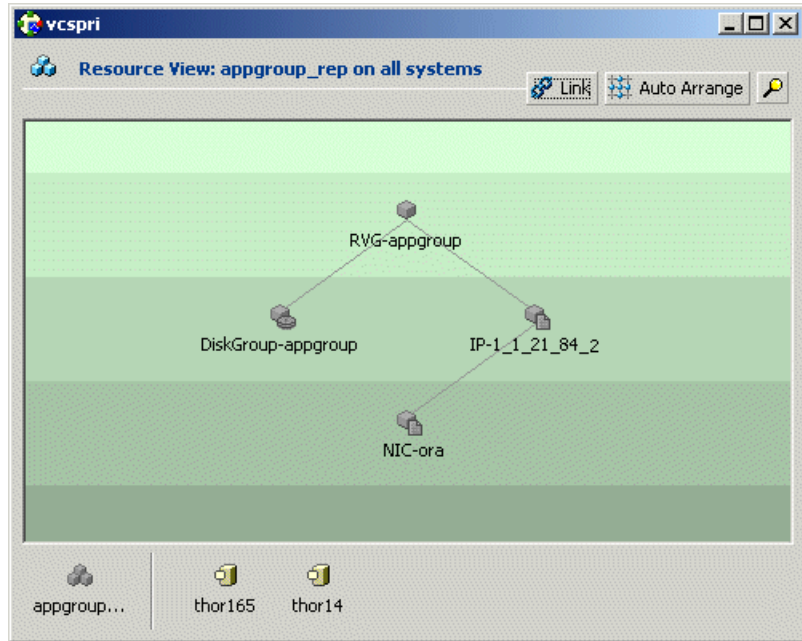 vcspri
Resource View: appgroup_rep on all systems
Link
Auto Arrange
RVG-appgroup
DiskGroup-appgroup
IP-1_1_21_84_2
NIC-ora
appgroup...
thor165
thor14